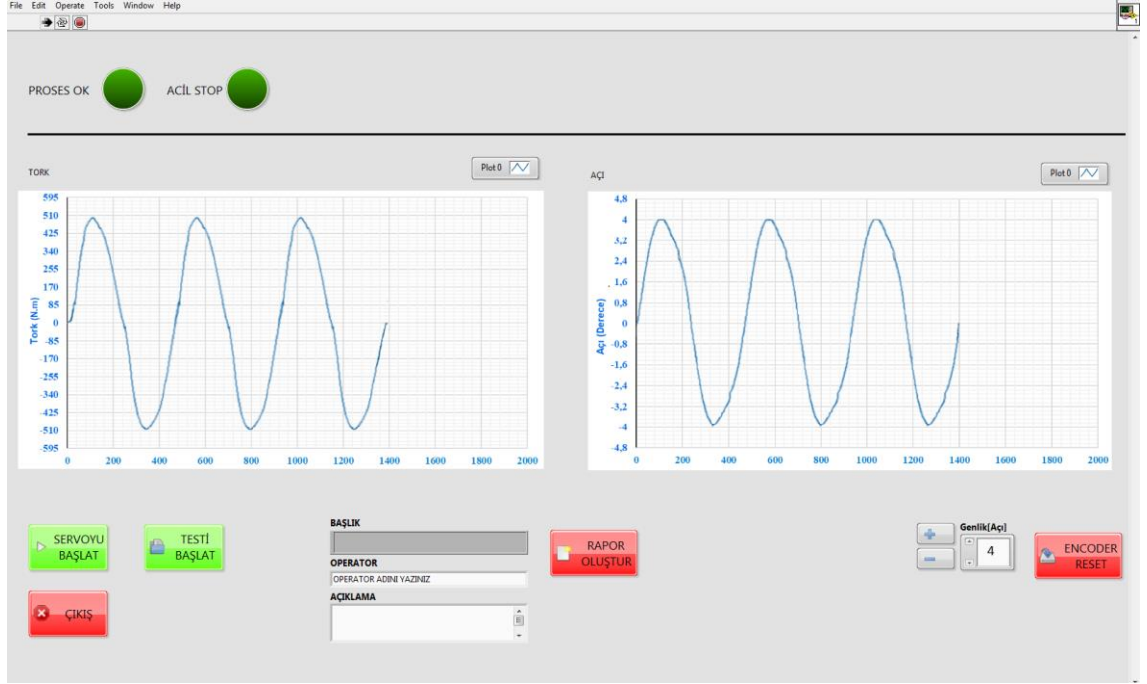 File Edit Operate Tools Window Help
PROSES OK
ACİL STOP
TORK
Plot 0
AÇI
Plot 0
595
510
425
340
255
170
85
0
-85
-170
-255
-340
-425
-510
-595
Tork (N.m)
0 200 400 600 800 1000 1200 1400 1600 1800 2000
4,8
4
3,2
2,4
1,6
0,8
0
-0,8
-1,6
-2,4
-3,2
-4
-4,8
Açı (Derece)
0 200 400 600 800 1000 1200 1400 1600 1800 2000
SERVOYU
BAŞLAT
TESTİ
BAŞLAT
ÇIKIŞ
BAŞLIK
OPERATOR
OPERATOR ADINI YAZINIZ
AÇIKLAMA
RAPOR
OLUŞTUR
Genlik[Açı]
4
ENCODER
RESET